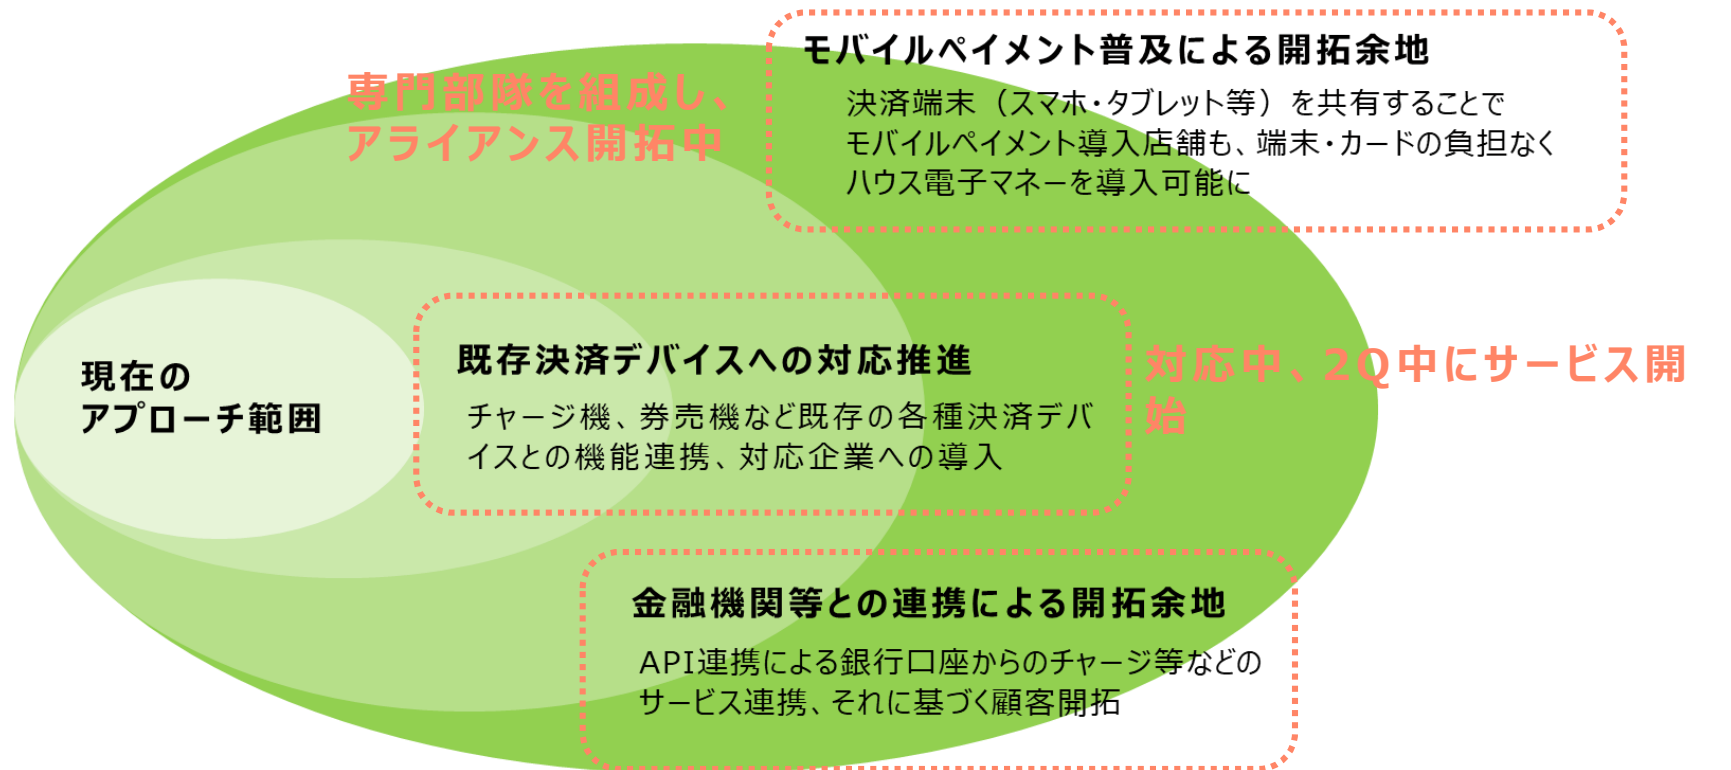 モバイルペイメント普及による開拓余地
決済端末（スマホ・タブレット等）を共有することで
モバイルペイメント導入店舗も、端末・カードの負担なく
ハウス電子マネーを導入可能に
専門部隊を組成し、
アライアンス開拓中
現在の
アプローチ範囲
既存決済デバイスへの対応推進
チャージ機、券売機など既存の各種決済デバ
イスとの機能連携、対応企業への導入
対応中、2Q中にサービス開
始
金融機関等との連携による開拓余地
API連携による銀行口座からのチャージ等などの
サービス連携、それに基づく顧客開拓